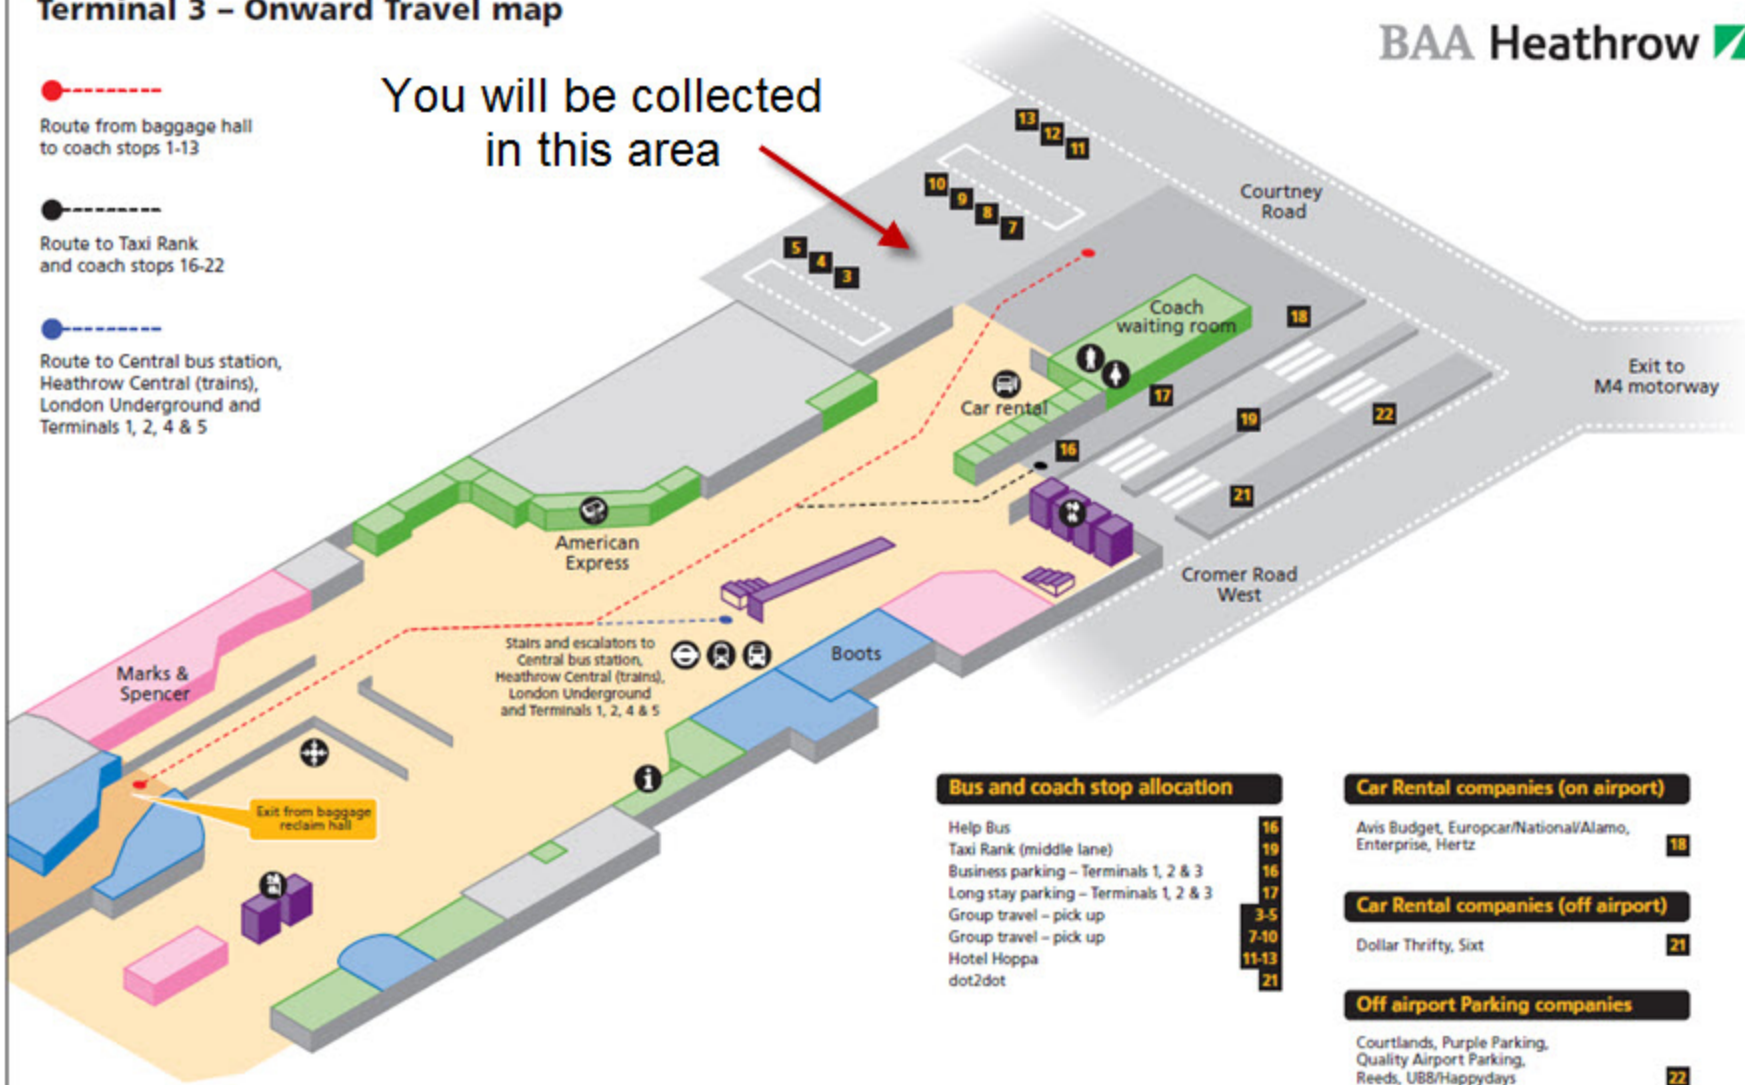 Terminal 3 – Onward Travel map
BAA Heathrow
Route from baggage hall
to coach stops 1-13
Route to Taxi Rank
and coach stops 16-22
Route to Central bus station,
Heathrow Central (trains),
London Underground and
Terminals 1, 2, 4 & 5
You will be collected
in this area
13
12
11
10
9
8
7
5
4
3
Courtney
Road
Coach
waiting room
18
Exit to
M4 motorway
Car rental
17
19
22
16
21
American
Express
Cromer Road
West
Stairs and escalators to
Central bus station,
Heathrow Central (trains),
London Underground
and Terminals 1, 2, 4 & 5
Boots
Marks &
Spencer
i
Exit from baggage
reclaim hall
Bus and coach stop allocation
Help Bus 16
Taxi Rank (middle lane) 19
Business parking – Terminals 1, 2 & 3 16
Long stay parking – Terminals 1, 2 & 3 17
Group travel – pick up 3-5
Group travel – pick up 7-10
Hotel Hoppa 11-13
dot2dot 21
Car Rental companies (on airport)
Avis Budget, Europcar/National/Alamo,
Enterprise, Hertz 18
Car Rental companies (off airport)
Dollar Thrifty, Sixt 21
Off airport Parking companies
Courtlands, Purple Parking,
Quality Airport Parking,
Reeds, UB8/Happydays 22